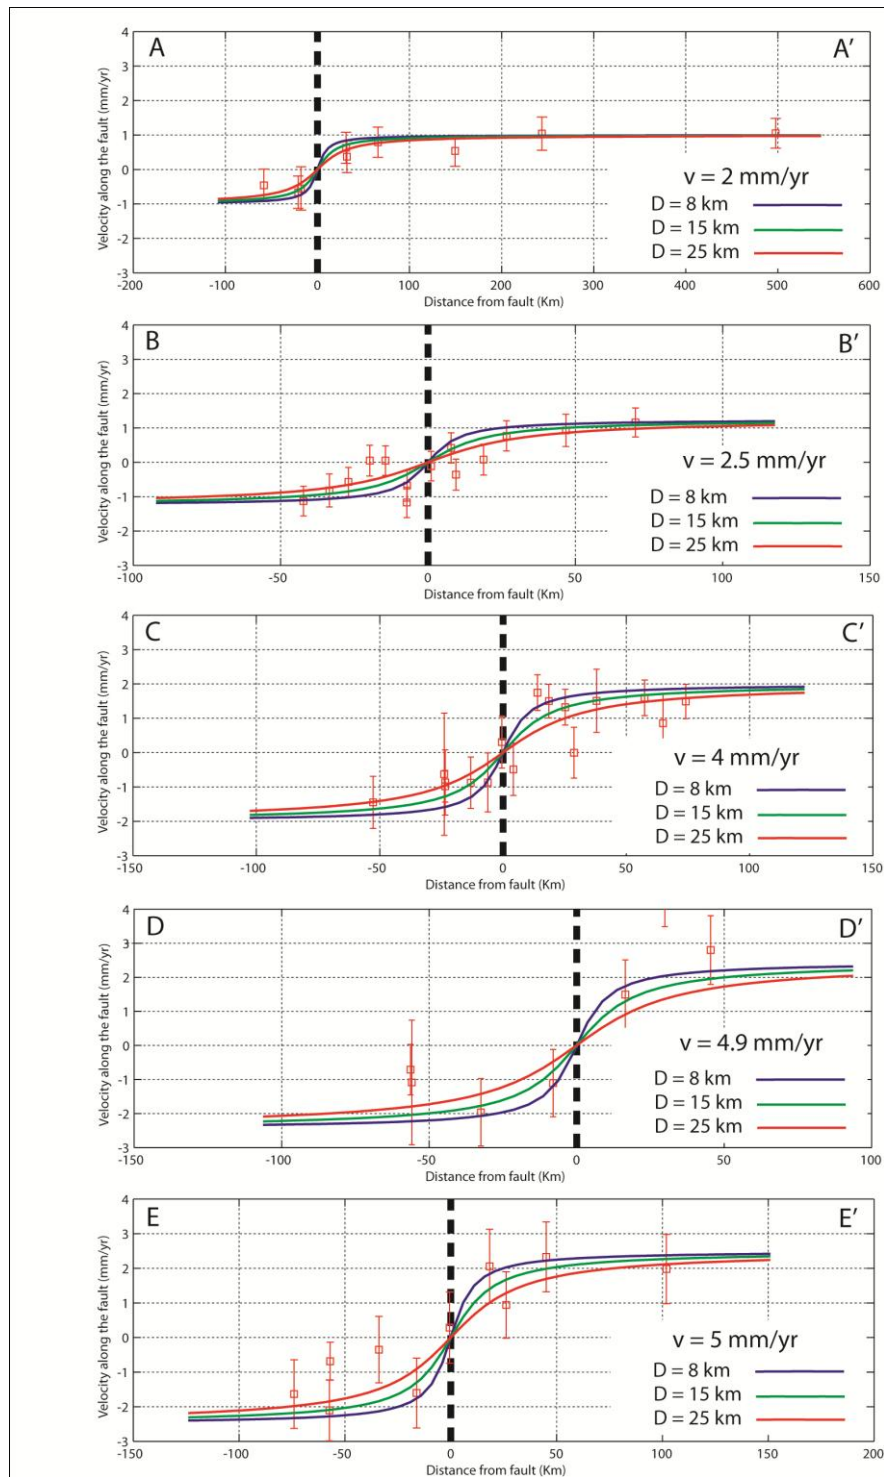 A A′
4
3
2
1
0
-1
-2
-3
Velocity along the fault (mm/yr)
v = 2 mm/yr
D = 8 km
D = 15 km
D = 25 km
-200 -100 0 100 200 300 400 500 600
Distance from fault (Km)
B B′
4
3
2
1
0
-1
-2
-3
Velocity along the fault (mm/yr)
v = 2.5 mm/yr
D = 8 km
D = 15 km
D = 25 km
-100 -50 0 50 100 150
Distance from fault (Km)
C C′
4
3
2
1
0
-1
-2
-3
Velocity along the fault (mm/yr)
v = 4 mm/yr
D = 8 km
D = 15 km
D = 25 km
-150 -100 -50 0 50 100 150
Distance from fault (Km)
D D′
4
3
2
1
0
-1
-2
-3
Velocity along the fault (mm/yr)
v = 4.9 mm/yr
D = 8 km
D = 15 km
D = 25 km
-150 -100 -50 0 50 100
Distance from fault (Km)
E E′
4
3
2
1
0
-1
-2
-3
Velocity along the fault (mm/yr)
v = 5 mm/yr
D = 8 km
D = 15 km
D = 25 km
-150 -100 -50 0 50 100 150 200
Distance from fault (Km)